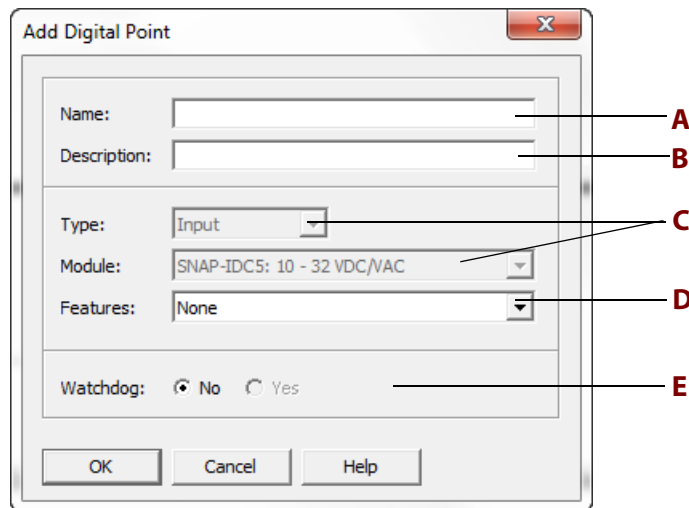 Add Digital Point
Name: A
Description: B
Type: Input C
Module: SNAP-IDC5: 10 - 32 VDC/VAC
Features: None D
Watchdog: No Yes E
OK Cancel Help